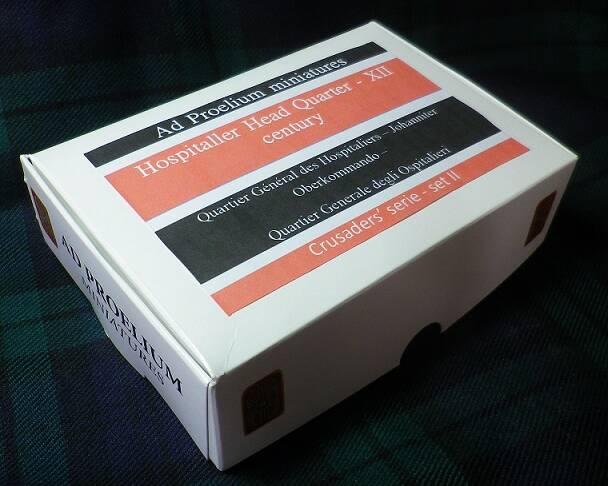 Ad Proelium miniatures
Hospitaller Head Quarter - XII
century
Quartier Général des Hospitaliers – Johanniter
Oberkommando –
Quartier Generale degli Ospitalieri
Crusaders' serie - set II
AD PROELIUM
MINIATURES